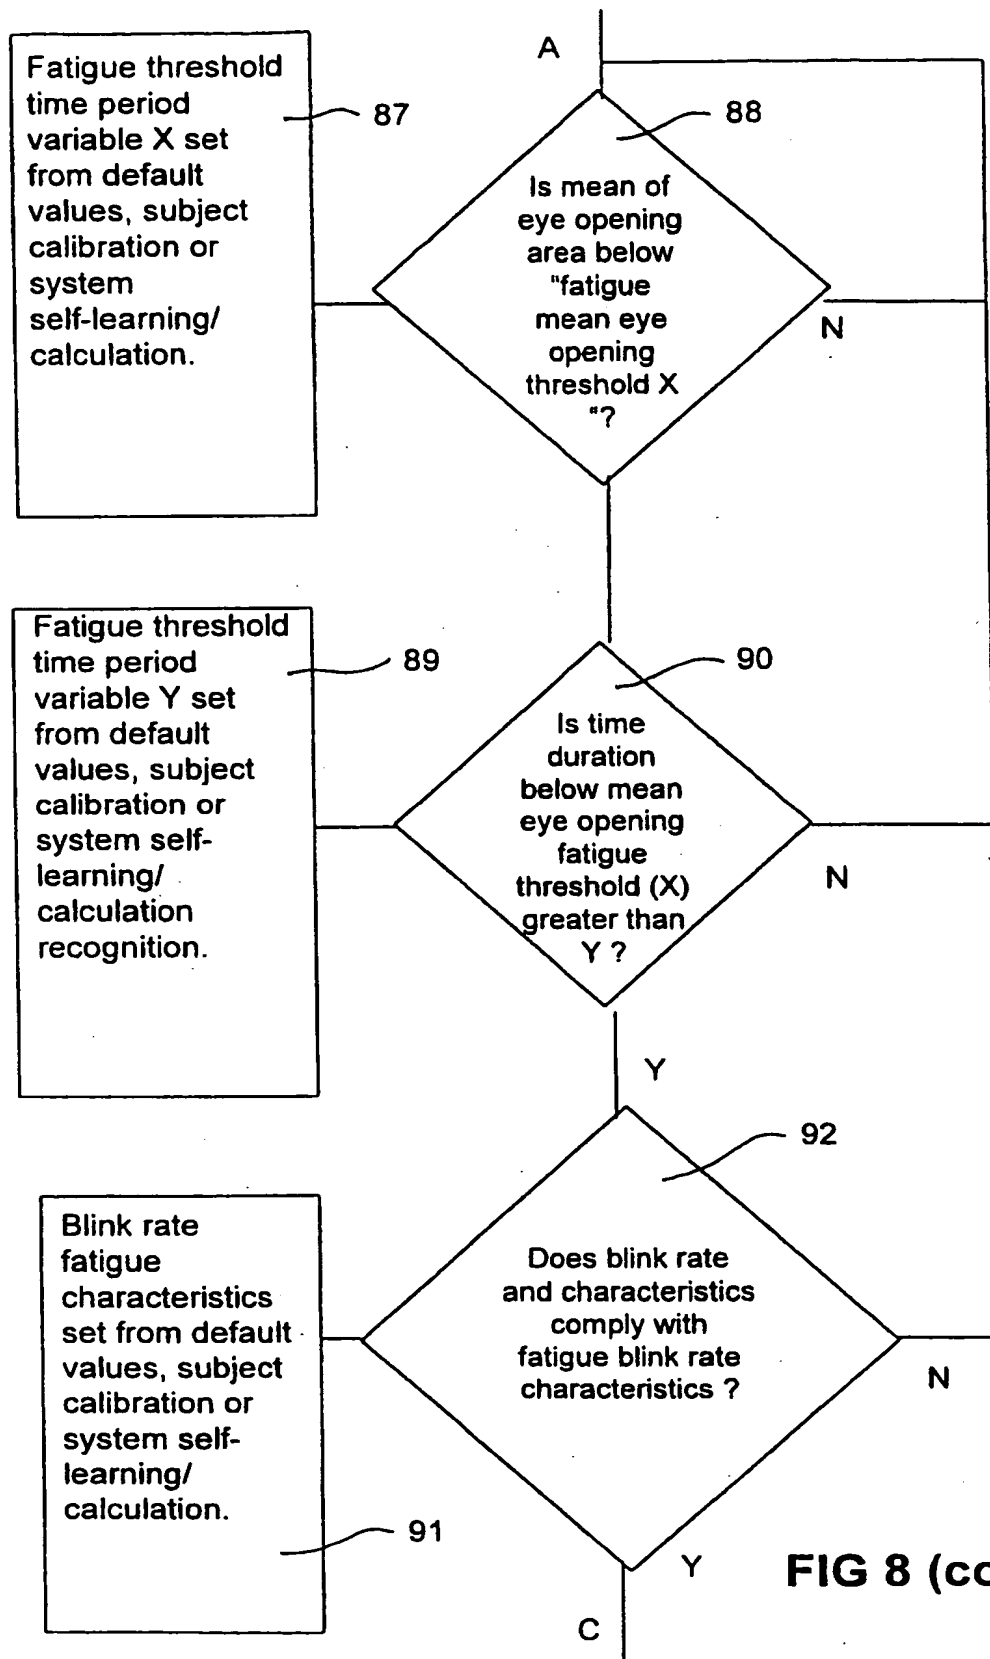 A
Fatigue threshold
time period
variable X set
from default
values, subject
calibration or
system
self-learning/
calculation.
87
88
Is mean of
eye opening
area below
"fatigue
mean eye
opening
threshold X
"?
N
Fatigue threshold
time period
variable Y set
from default
values, subject
calibration or
system self-
learning/
calculation
recognition.
89
90
Is time
duration
below mean
eye opening
fatigue
threshold (X)
greater than
Y ?
N
Y
Blink rate
fatigue
characteristics
set from default
values, subject
calibration or
system self-
learning/
calculation.
91
92
Does blink rate
and characteristics
comply with
fatigue blink rate
characteristics ?
N
Y
C
FIG 8 (co